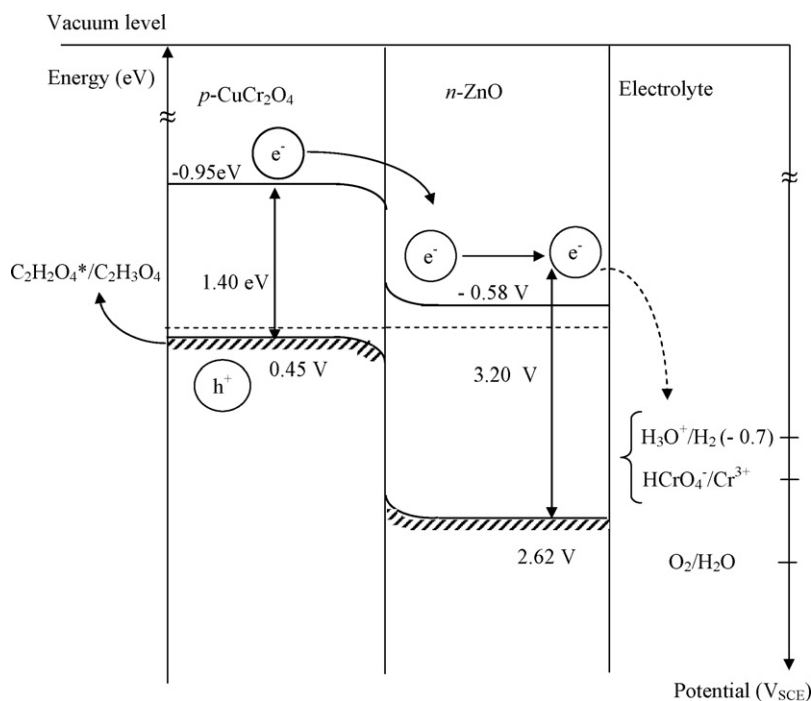 Vacuum level
Energy (eV)
p-CuCr₂O₄
n-ZnO
Electrolyte
≈
≈
e⁻
-0.95eV
e⁻
e⁻
C₂H₂O₄*/C₂H₃O₄
1.40 eV
- 0.58 V
0.45 V
3.20 V
h⁺
H₃O⁺/H₂ (- 0.7)
HCrO₄⁻/Cr³⁺
2.62 V
O₂/H₂O
Potential (V_SCE)